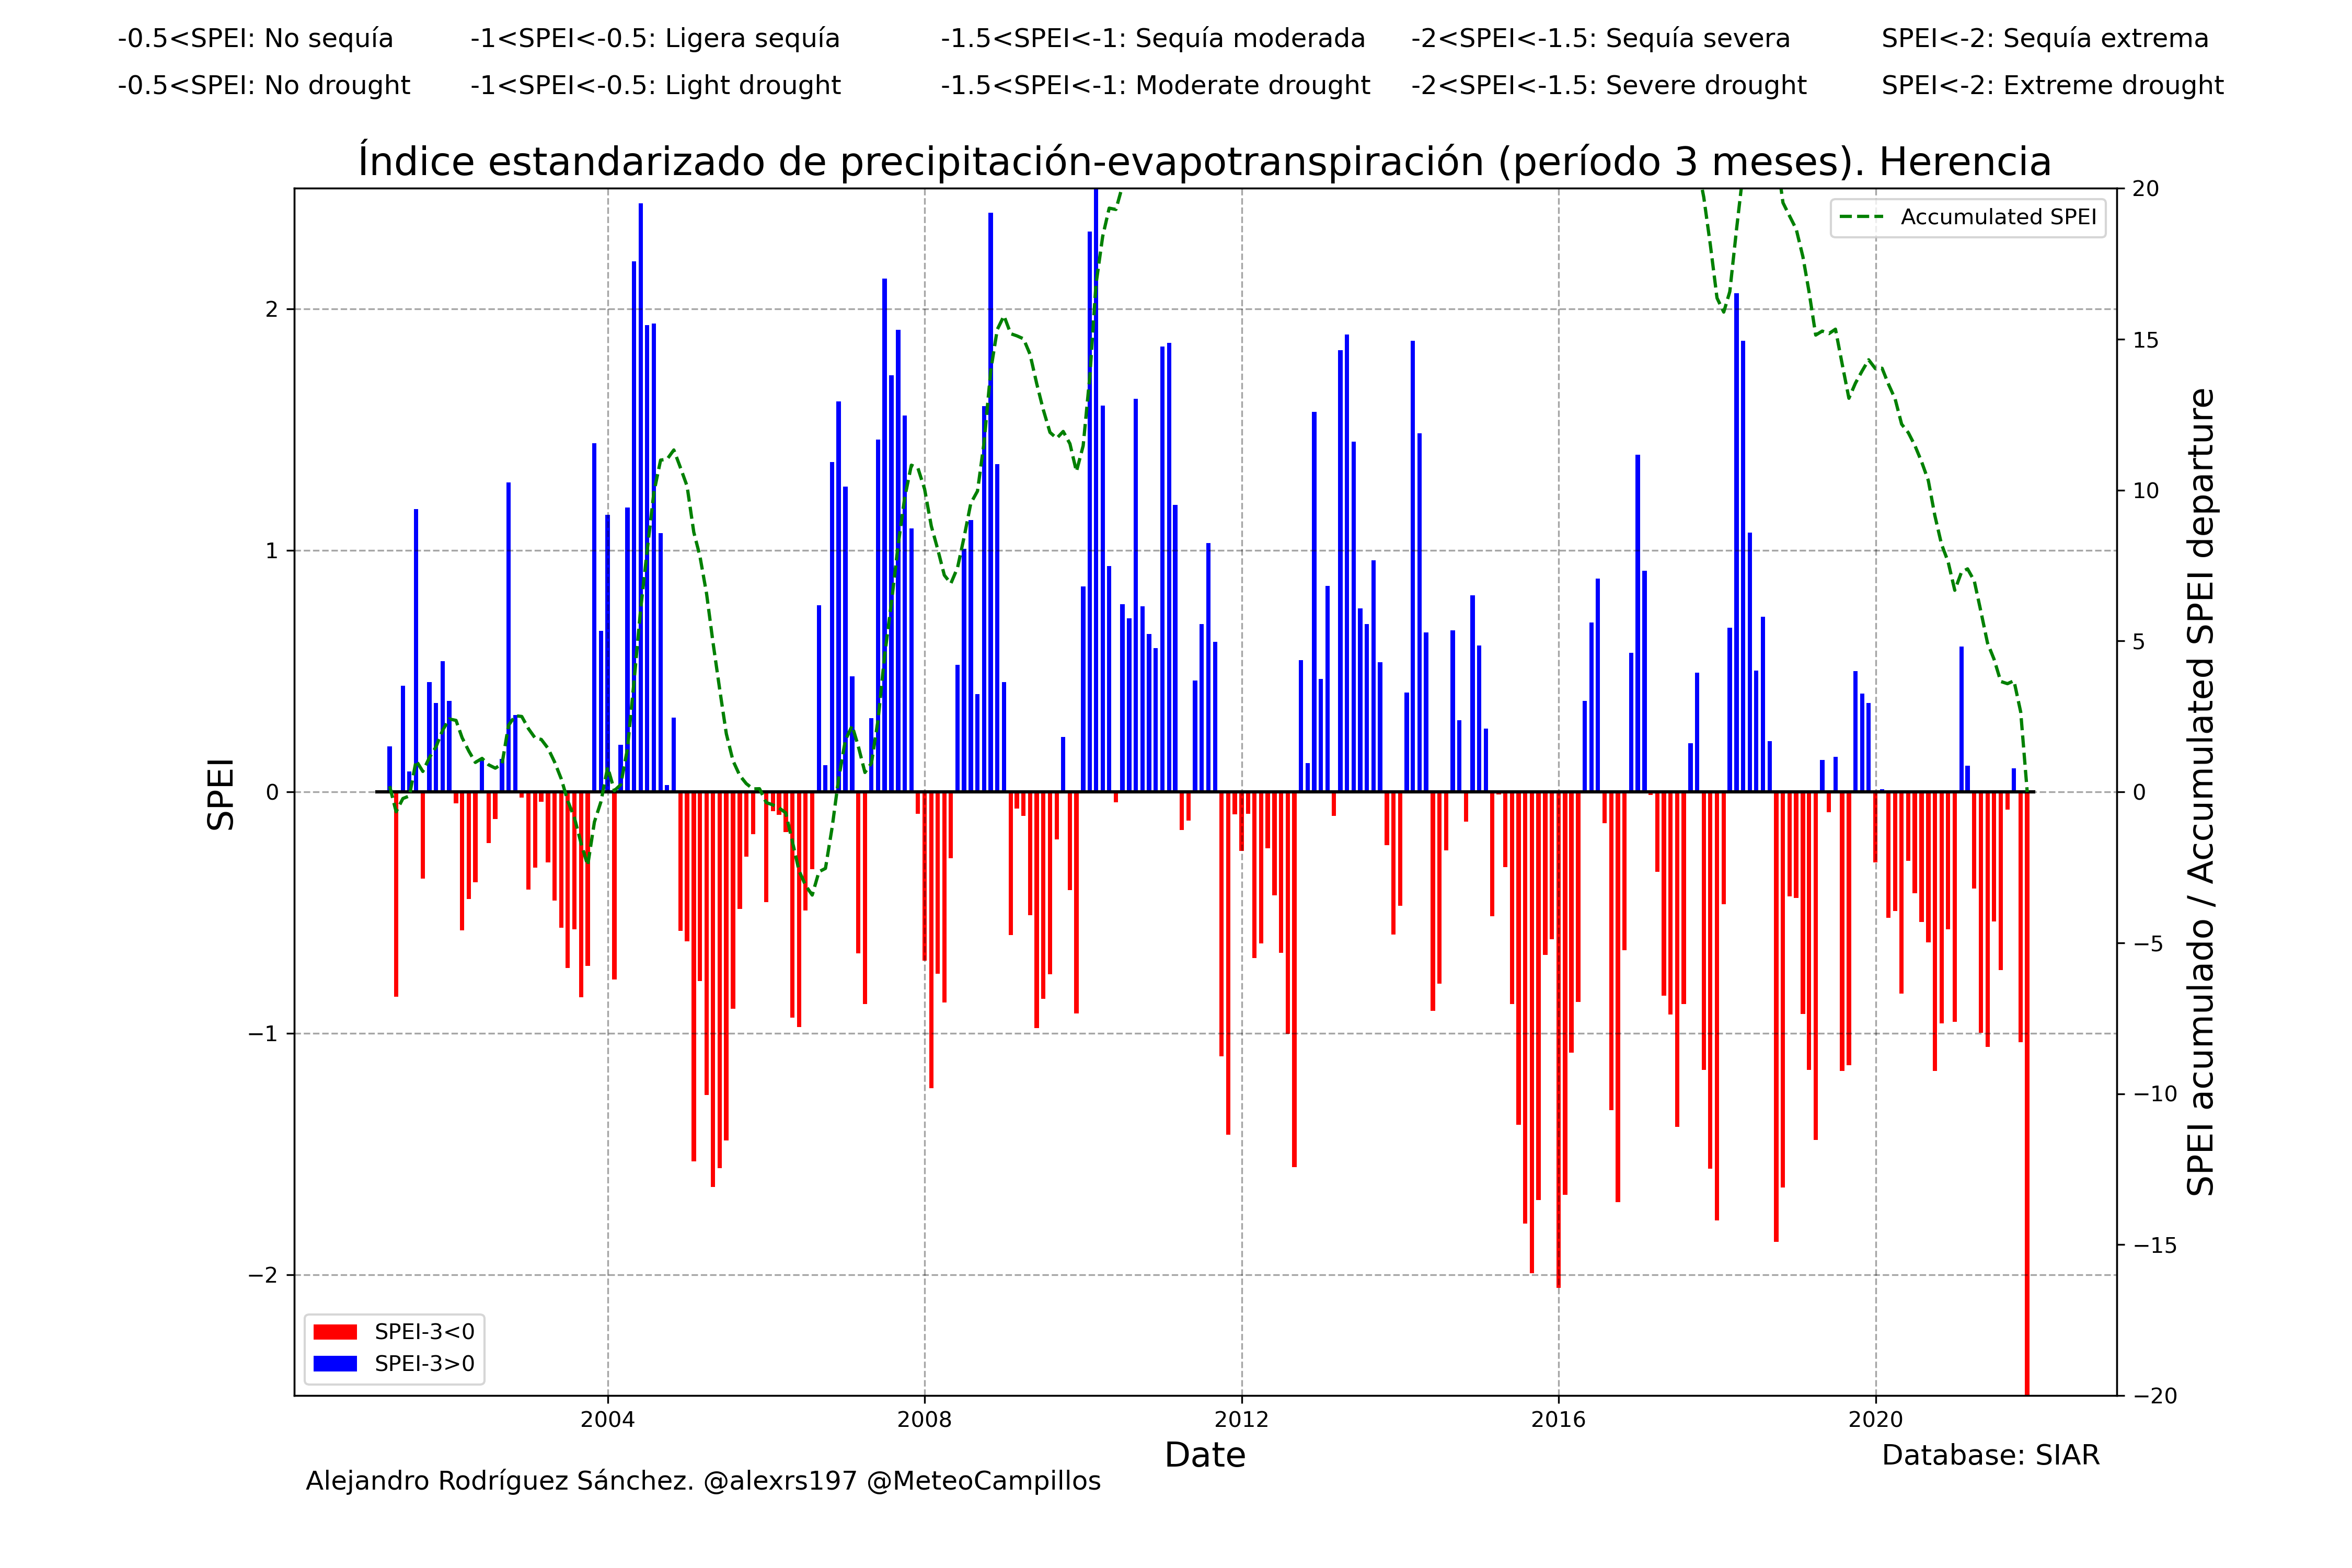 -0.5<SPEI: No sequía -1<SPEI<-0.5: Ligera sequía -1.5<SPEI<-1: Sequía moderada -2<SPEI<-1.5: Sequía severa SPEI<-2: Sequía extrema
-0.5<SPEI: No drought -1<SPEI<-0.5: Light drought -1.5<SPEI<-1: Moderate drought -2<SPEI<-1.5: Severe drought SPEI<-2: Extreme drought
Índice estandarizado de precipitación-evapotranspiración (período 3 meses). Herencia
Accumulated SPEI
SPEI
2
1
0
−1
−2
20
15
10
5
0
−5
−10
−15
−20
SPEI acumulado / Accumulated SPEI departure
SPEI-3<0
SPEI-3>0
2004 2008 2012 2016 2020
Date
Database: SIAR
Alejandro Rodríguez Sánchez. @alexrs197 @MeteoCampillos